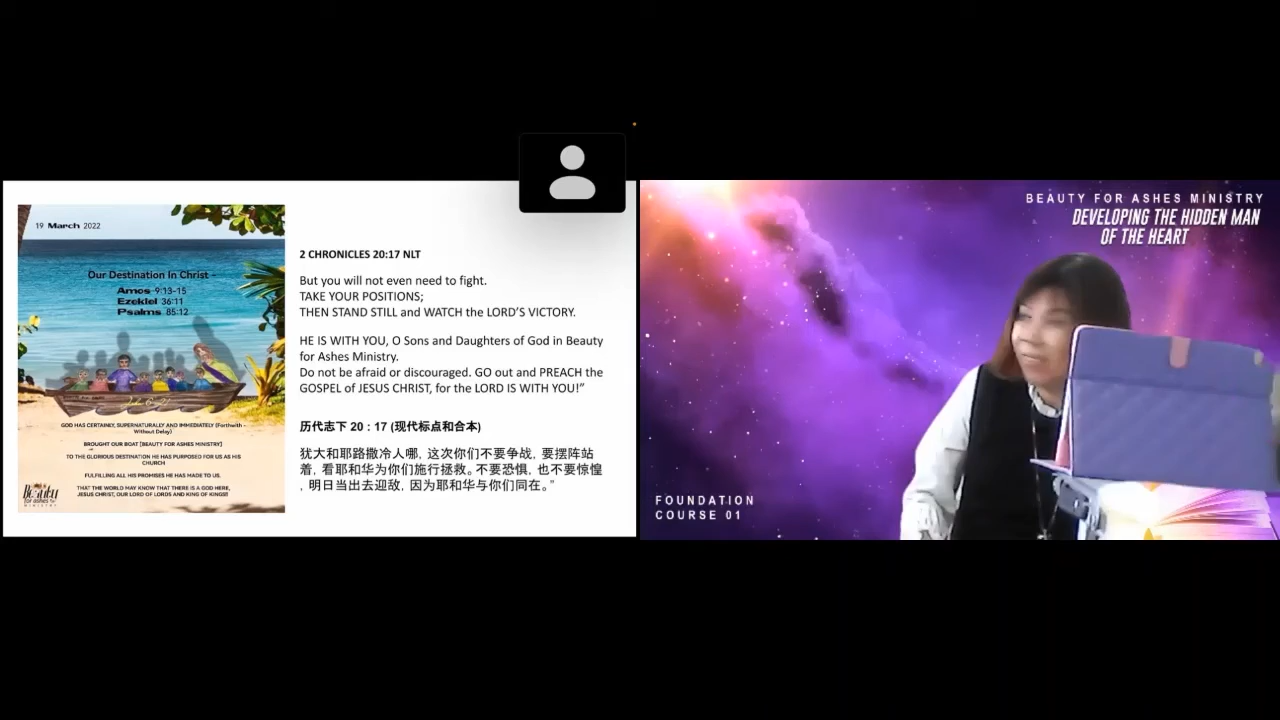 19 March 2022
Our Destination In Christ -
Amos 9:13-15
Ezekiel 36:11
Psalms 85:12
John 6:21
GOD HAS CERTAINLY, SUPERNATURALLY AND IMMEDIATELY (Forthwith -
Without Delay)
BROUGHT OUR BOAT [BEAUTY FOR ASHES MINISTRY]
TO THE GLORIOUS DESTINATION HE HAS PURPOSED FOR US AS HIS
CHURCH
FULFILLING ALL HIS PROMISES HE HAS MADE TO US.
THAT THE WORLD MAY KNOW THAT THERE IS A GOD HERE,
JESUS CHRIST, OUR LORD OF LORDS AND KING OF KINGS!
Beauty
for ashes
MINISTRY
2 CHRONICLES 20:17 NLT
But you will not even need to fight.
TAKE YOUR POSITIONS;
THEN STAND STILL and WATCH the LORD'S VICTORY.
HE IS WITH YOU, O Sons and Daughters of God in Beauty
for Ashes Ministry.
Do not be afraid or discouraged. GO out and PREACH the
GOSPEL of JESUS CHRIST, for the LORD IS WITH YOU!”
历代志下 20：17 (现代标点和合本)
犹大和耶路撒冷人哪，这次你们不要争战，要摆阵站
着，看耶和华为你们施行拯救。不要恐惧，也不要惊惶
，明日当出去迎敌，因为耶和华与你们同在。”
BEAUTY FOR ASHES MINISTRY
DEVELOPING THE HIDDEN MAN
OF THE HEART
FOUNDATION
COURSE 01